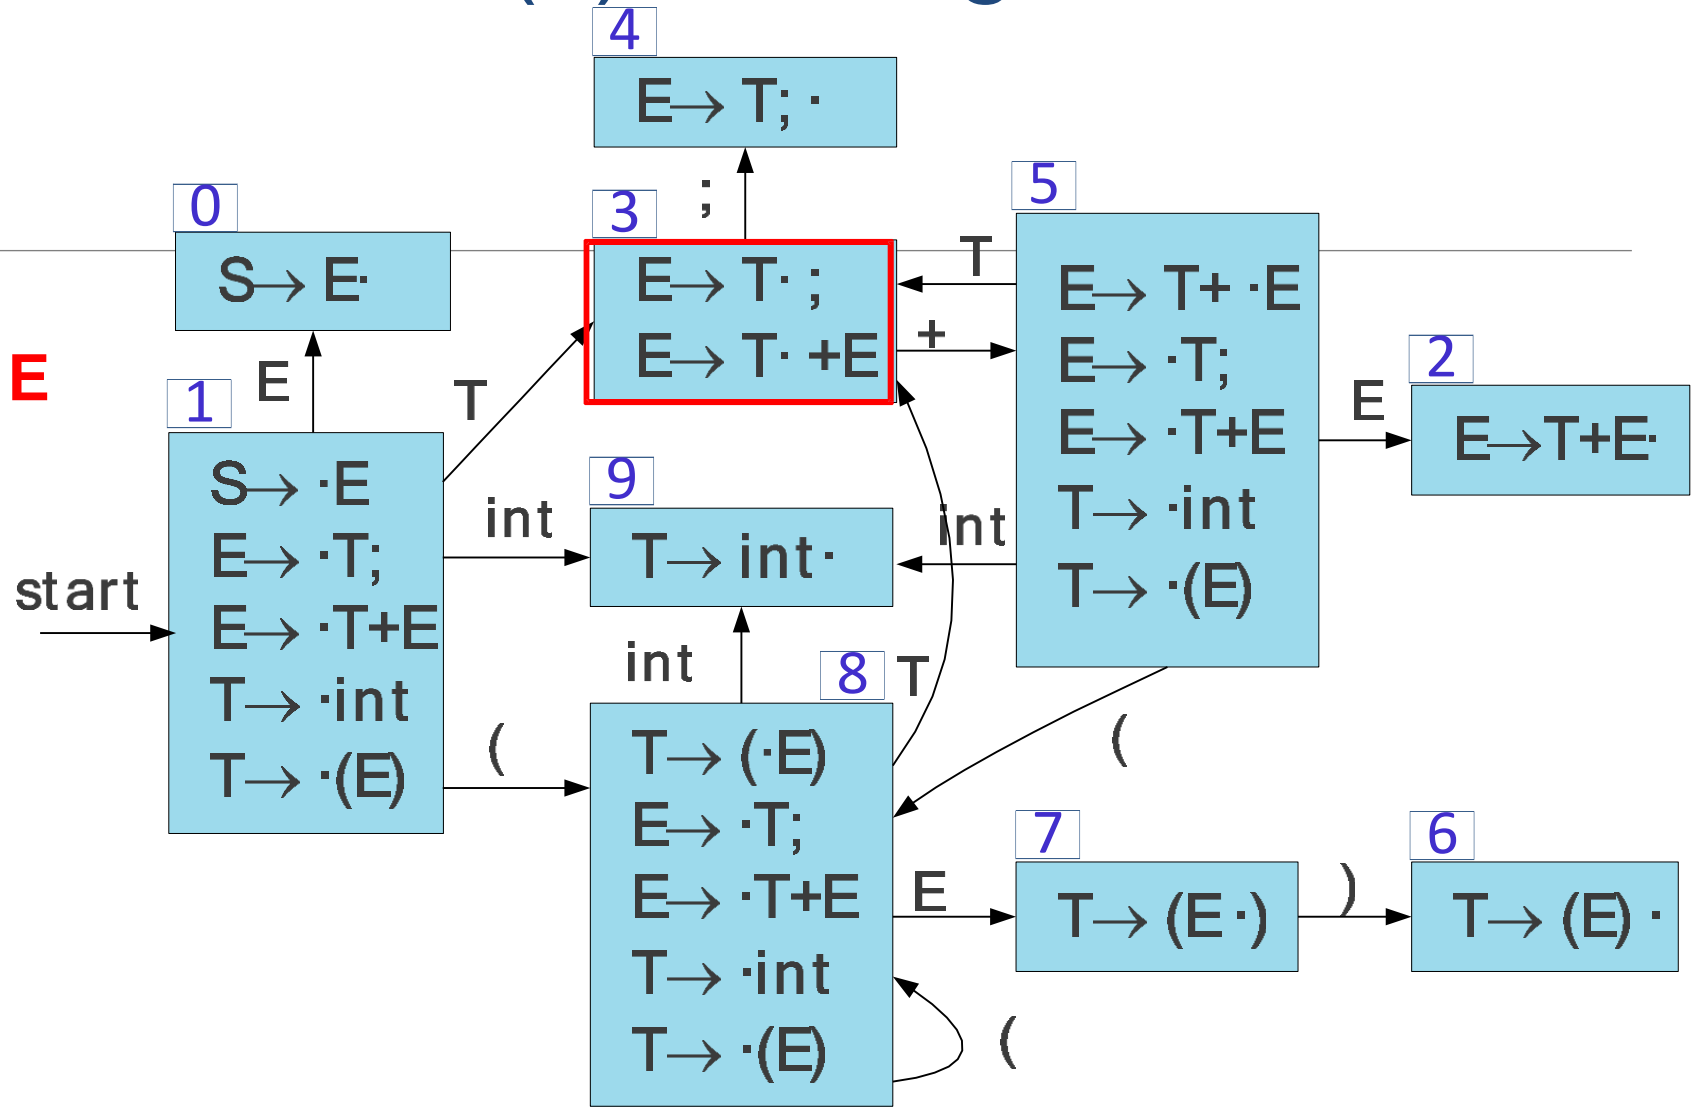 4
E→ T; ·
;
0
S→ E·
3
E→ T· ;
E→ T· +E
T
+
5
E→ T+ ·E
E→ ·T;
E→ ·T+E
T→ ·int
T→ ·(E)
E
2
E→T+E·
E
1
E
T
S→ ·E
E→ ·T;
E→ ·T+E
T→ ·int
T→ ·(E)
start
int
9
T→ int ·
int
int
8
T
(
(
T→ (·E)
E→ ·T;
E→ ·T+E
T→ ·int
T→ ·(E)
E
7
T→ (E ·)
)
6
T→ (E) ·
(